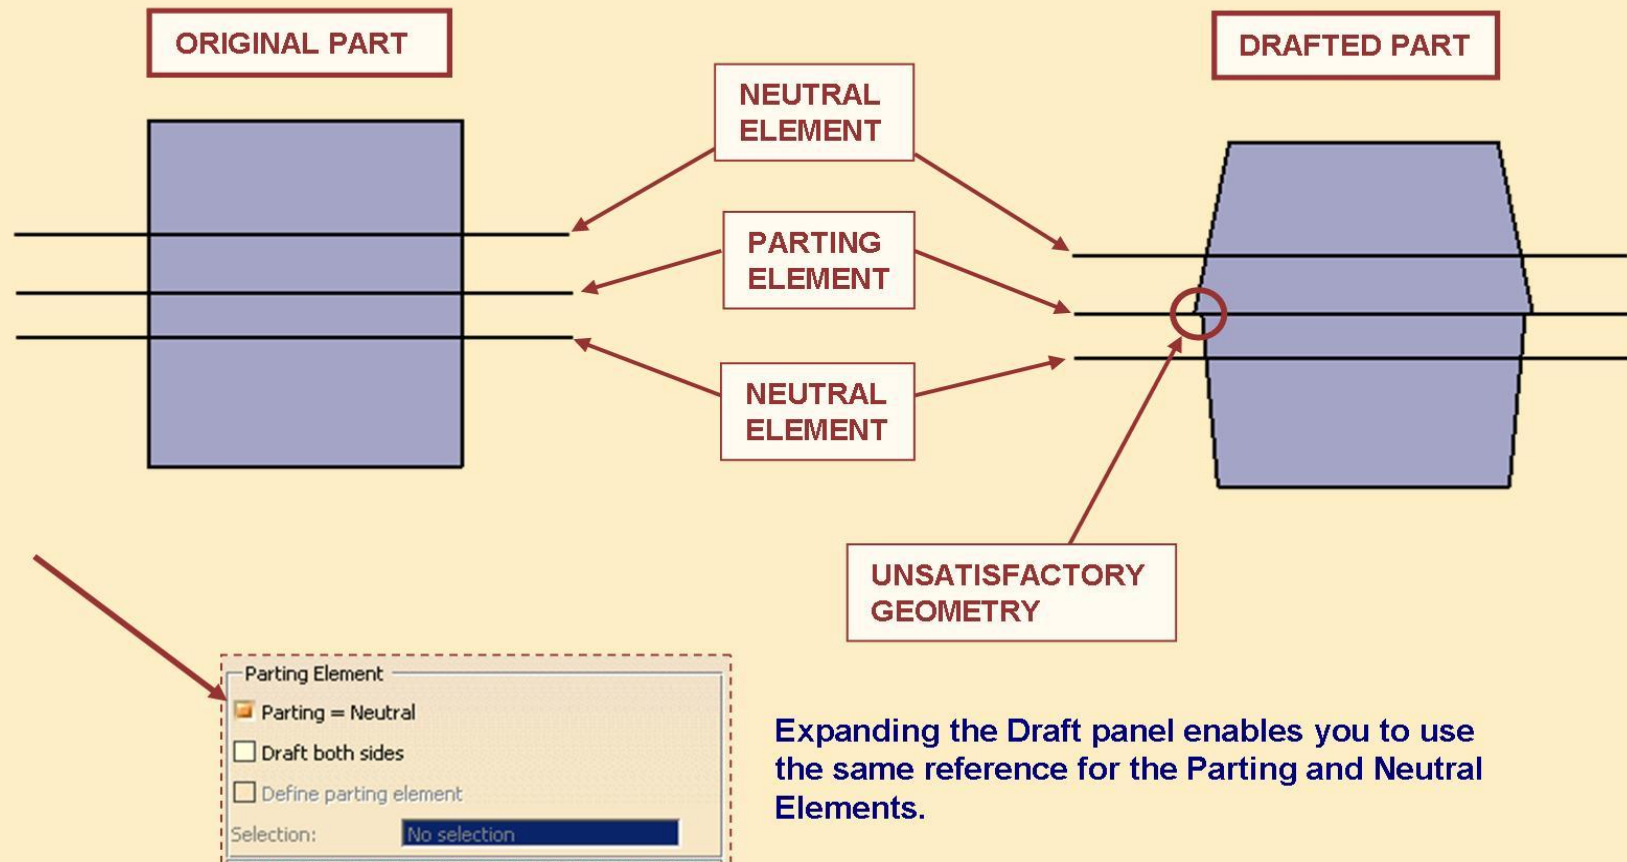 ORIGINAL PART
DRAFTED PART
NEUTRAL
ELEMENT
PARTING
ELEMENT
NEUTRAL
ELEMENT
UNSATISFACTORY
GEOMETRY
Parting Element
Parting = Neutral
Draft both sides
Define parting element
Selection:
No selection
Expanding the Draft panel enables you to use
the same reference for the Parting and Neutral
Elements.